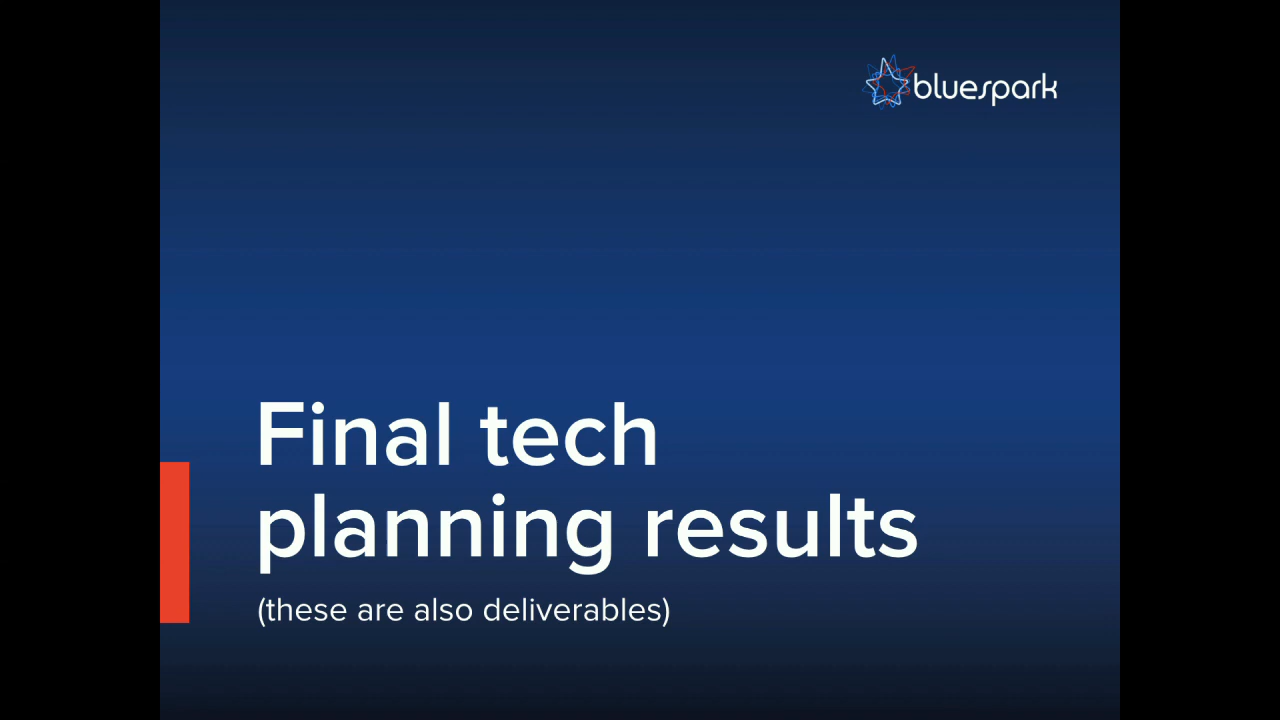 bluespark
Final tech
planning results
(these are also deliverables)